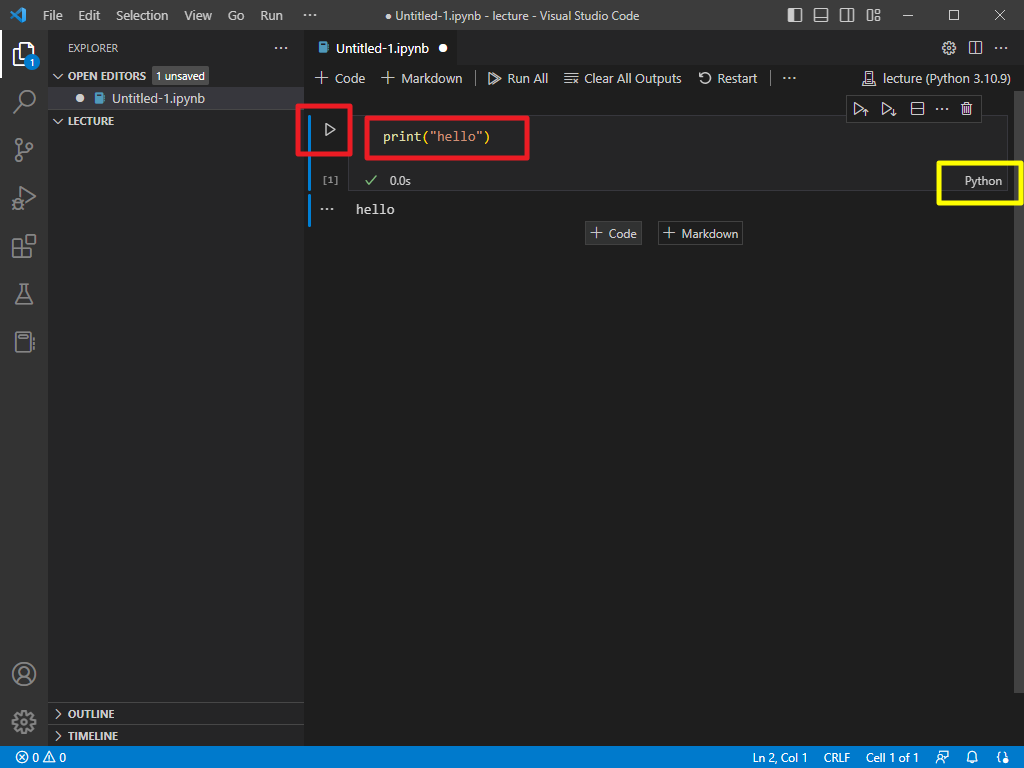 File Edit Selection View Go Run ··· ● Untitled-1.ipynb - lecture - Visual Studio Code
EXPLORER ···
OPEN EDITORS 1 unsaved
● Untitled-1.ipynb
LECTURE
OUTLINE
TIMELINE
1
Untitled-1.ipynb ●
+ Code + Markdown Run All Clear All Outputs Restart ··· lecture (Python 3.10.9)
print("hello")
[1] ✓ 0.0s Python
··· hello
+ Code + Markdown
0 0 Ln 2, Col 1 CRLF Cell 1 of 1